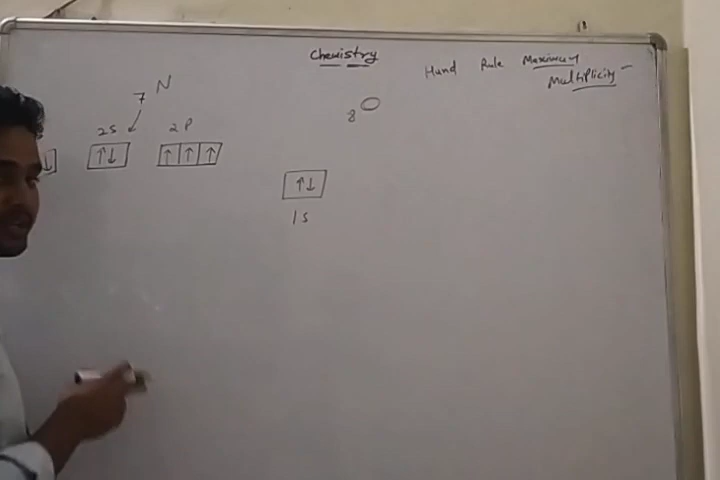 Chemistry
Hund Rule Maximum
Multiplicity
7 N
8 O
2S 2P
↓ ↑↓ ↑ ↑ ↑
↑↓
1S